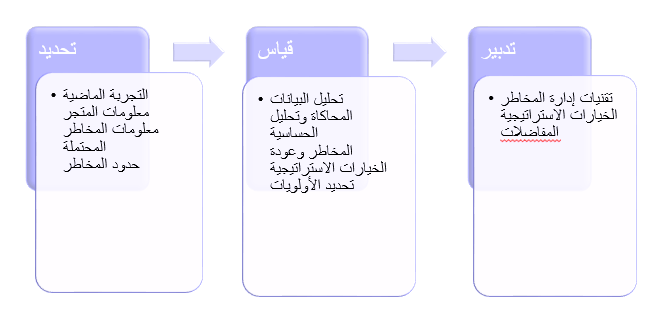 تحديد
• التجربة الماضية
معلومات المتجر
معلومات المخاطر
المحتملة
حدود المخاطر
قياس
• تحليل البيانات
المحاكاة وتحليل
الحساسية
المخاطر وعودة
الخيارات الاستراتيجية
تحديد الأولويات
تدبير
• تقنيات إدارة المخاطر
الخيارات الاستراتيجية
المفاضلات